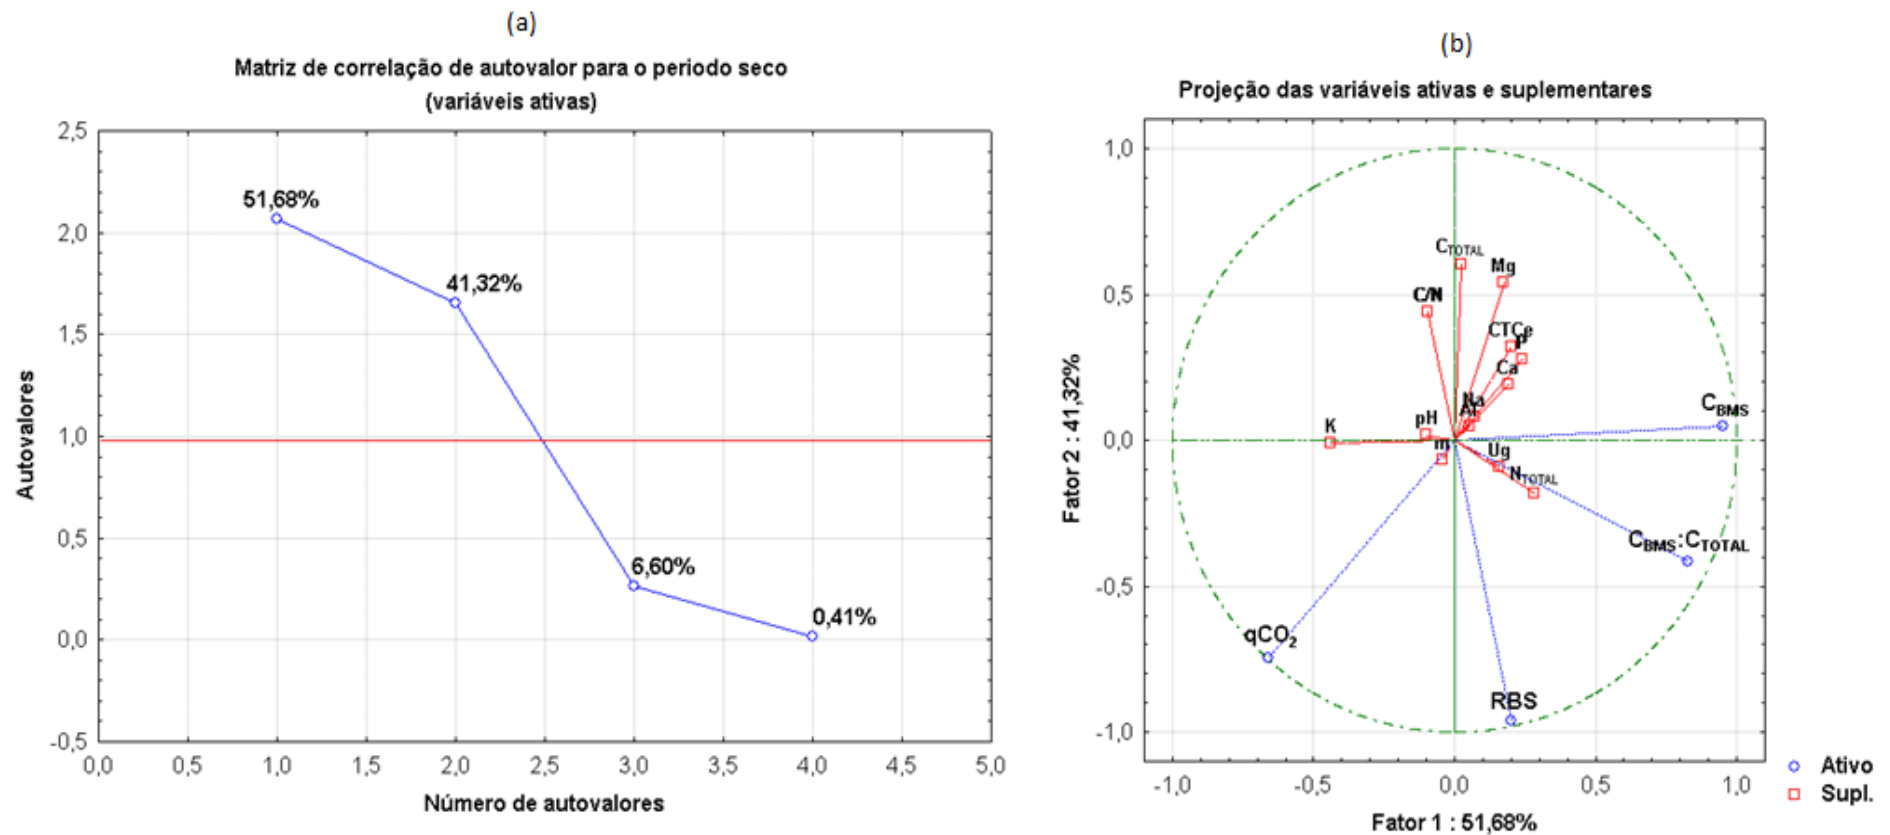 (a)
Matriz de correlação de autovalor para o periodo seco
(variáveis ativas)
2,5
2,0
1,5
1,0
0,5
0,0
-0,5
Autovalores
51,68%
41,32%
6,60%
0,41%
0,0 0,5 1,0 1,5 2,0 2,5 3,0 3,5 4,0 4,5 5,0
Número de autovalores
(b)
Projeção das variáveis ativas e suplementares
1,0
0,5
0,0
-0,5
-1,0
Fator 2 : 41,32%
C_TOTAL
Mg
C/N
CTCe
P
Ca
Na
Al
C_BMS
K
pH
m
Ug
N_TOTAL
C_BMS:C_TOTAL
qCO₂
RBS
-1,0 -0,5 0,0 0,5 1,0
Fator 1 : 51,68%
Ativo
Supl.